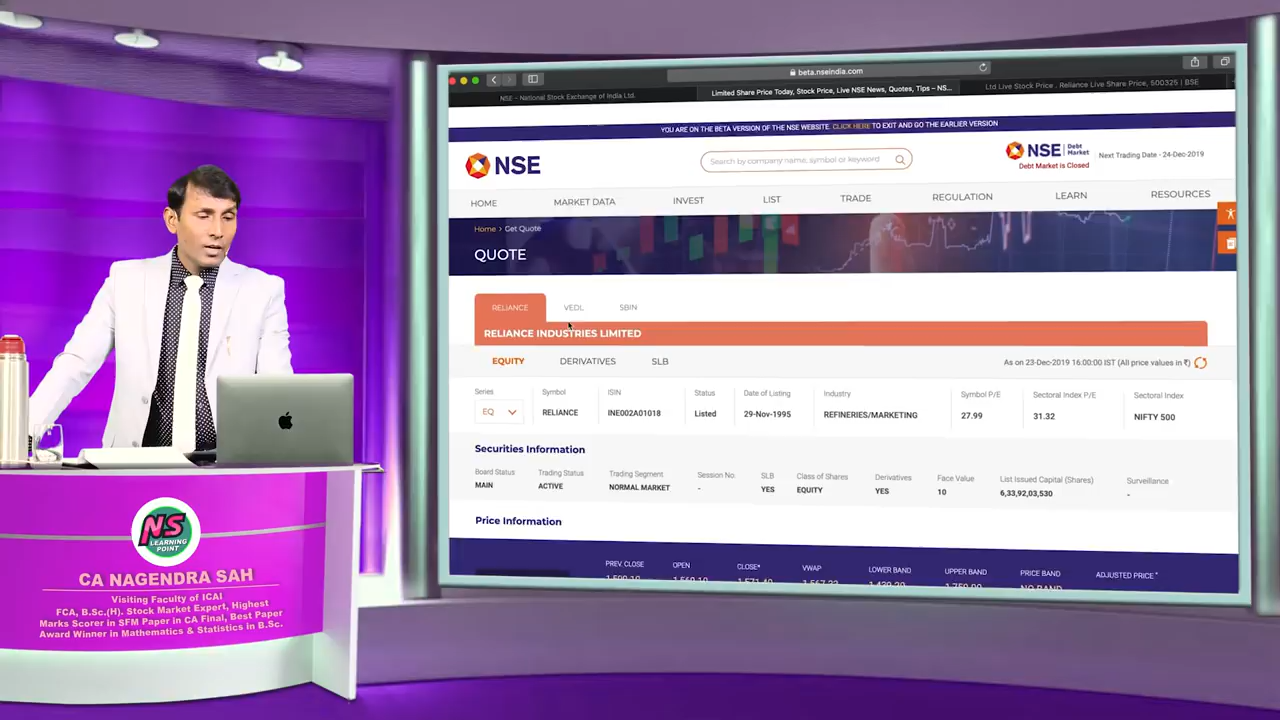 beta.nseindia.com
NSE - National Stock Exchange of India Ltd.
Limited Share Price Today, Stock Price, Live NSE News, Quotes, Tips – NS...
Ltd Live Stock Price . Reliance Live Share Price, 500325 | BSE
YOU ARE ON THE BETA VERSION OF THE NSE WEBSITE. CLICK HERE TO EXIT AND GO THE EARLIER VERSION
NSE
Search by company name, symbol or keyword
NSE Debt Market
Debt Market is Closed
Next Trading Date - 24-Dec-2019
HOME MARKET DATA INVEST LIST TRADE REGULATION LEARN RESOURCES
Home > Get Quote
QUOTE
RELIANCE VEDL SBIN
RELIANCE INDUSTRIES LIMITED
EQUITY DERIVATIVES SLB
As on 23-Dec-2019 16:00:00 IST (All price values in ₹)
Series Symbol ISIN Status Date of Listing Industry Symbol P/E Sectoral Index P/E Sectoral Index
EQ RELIANCE INE002A01018 Listed 29-Nov-1995 REFINERIES/MARKETING 27.99 31.32 NIFTY 500
Securities Information
Board Status Trading Status Trading Segment Session No. SLB Class of Shares Derivatives Face Value List Issued Capital (Shares) Surveillance
MAIN ACTIVE NORMAL MARKET - YES EQUITY YES 10 6,33,92,03,530 -
Price Information
PREV. CLOSE OPEN CLOSE* VWAP LOWER BAND UPPER BAND PRICE BAND ADJUSTED PRICE^
NS
LEARNING
POINT
CA NAGENDRA SAH
Visiting Faculty of ICAI
FCA, B.Sc.(H). Stock Market Expert, Highest
Marks Scorer in SFM Paper in CA Final, Best Paper
Award Winner in Mathematics & Statistics in B.Sc.